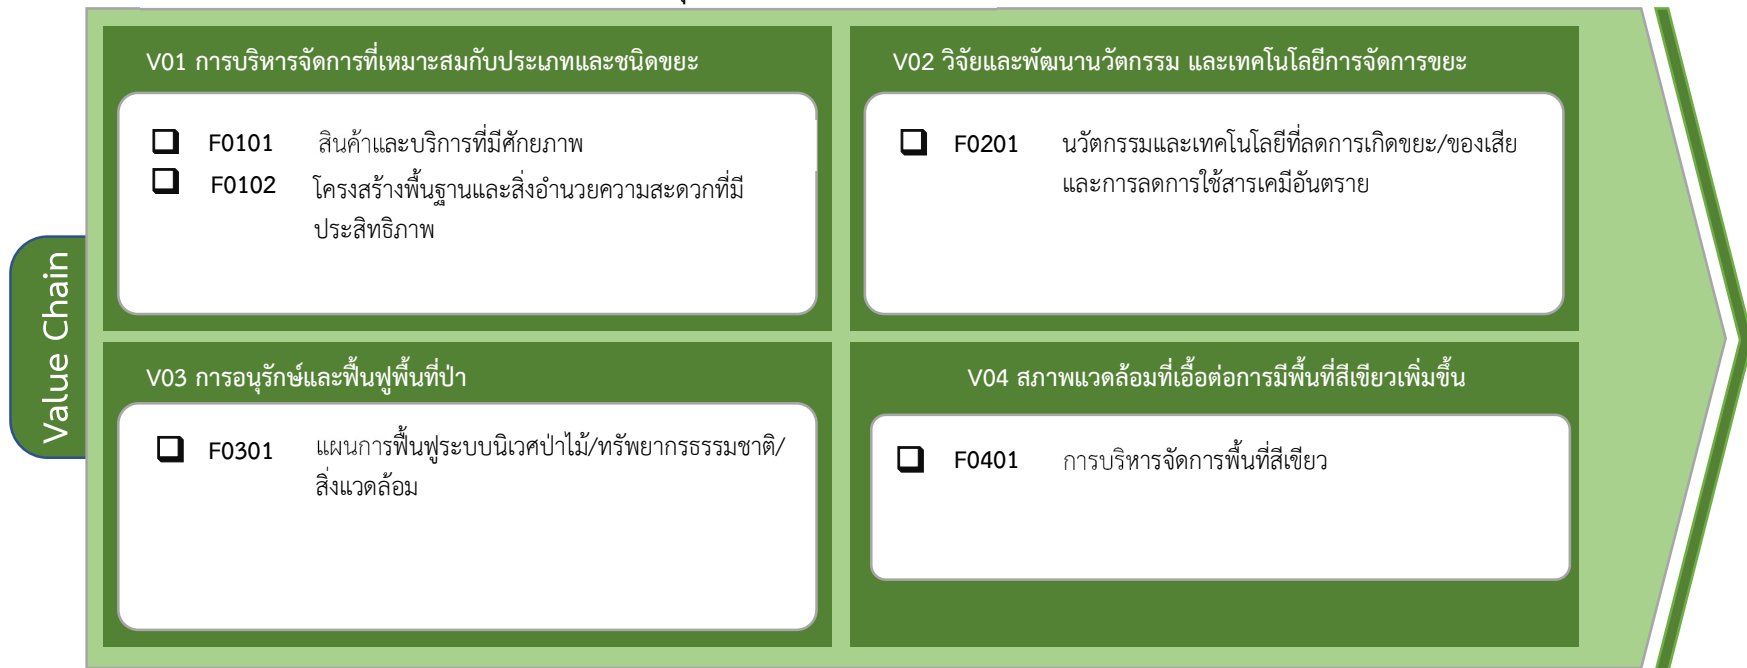 Value Chain
V01 การบริหารจัดการที่เหมาะสมกับประเภทและชนิดขยะ
F0101 สินค้าและบริการที่มีศักยภาพ
F0102 โครงสร้างพื้นฐานและสิ่งอำนวยความสะดวกที่มี
ประสิทธิภาพ
V02 วิจัยและพัฒนานวัตกรรม และเทคโนโลยีการจัดการขยะ
F0201 นวัตกรรมและเทคโนโลยีที่ลดการเกิดขยะ/ของเสีย
และการลดการใช้สารเคมีอันตราย
V03 การอนุรักษ์และฟื้นฟูพื้นที่ป่า
F0301 แผนการฟื้นฟูระบบนิเวศป่าไม้/ทรัพยากรธรรมชาติ/
สิ่งแวดล้อม
V04 สภาพแวดล้อมที่เอื้อต่อการมีพื้นที่สีเขียวเพิ่มขึ้น
F0401 การบริหารจัดการพื้นที่สีเขียว